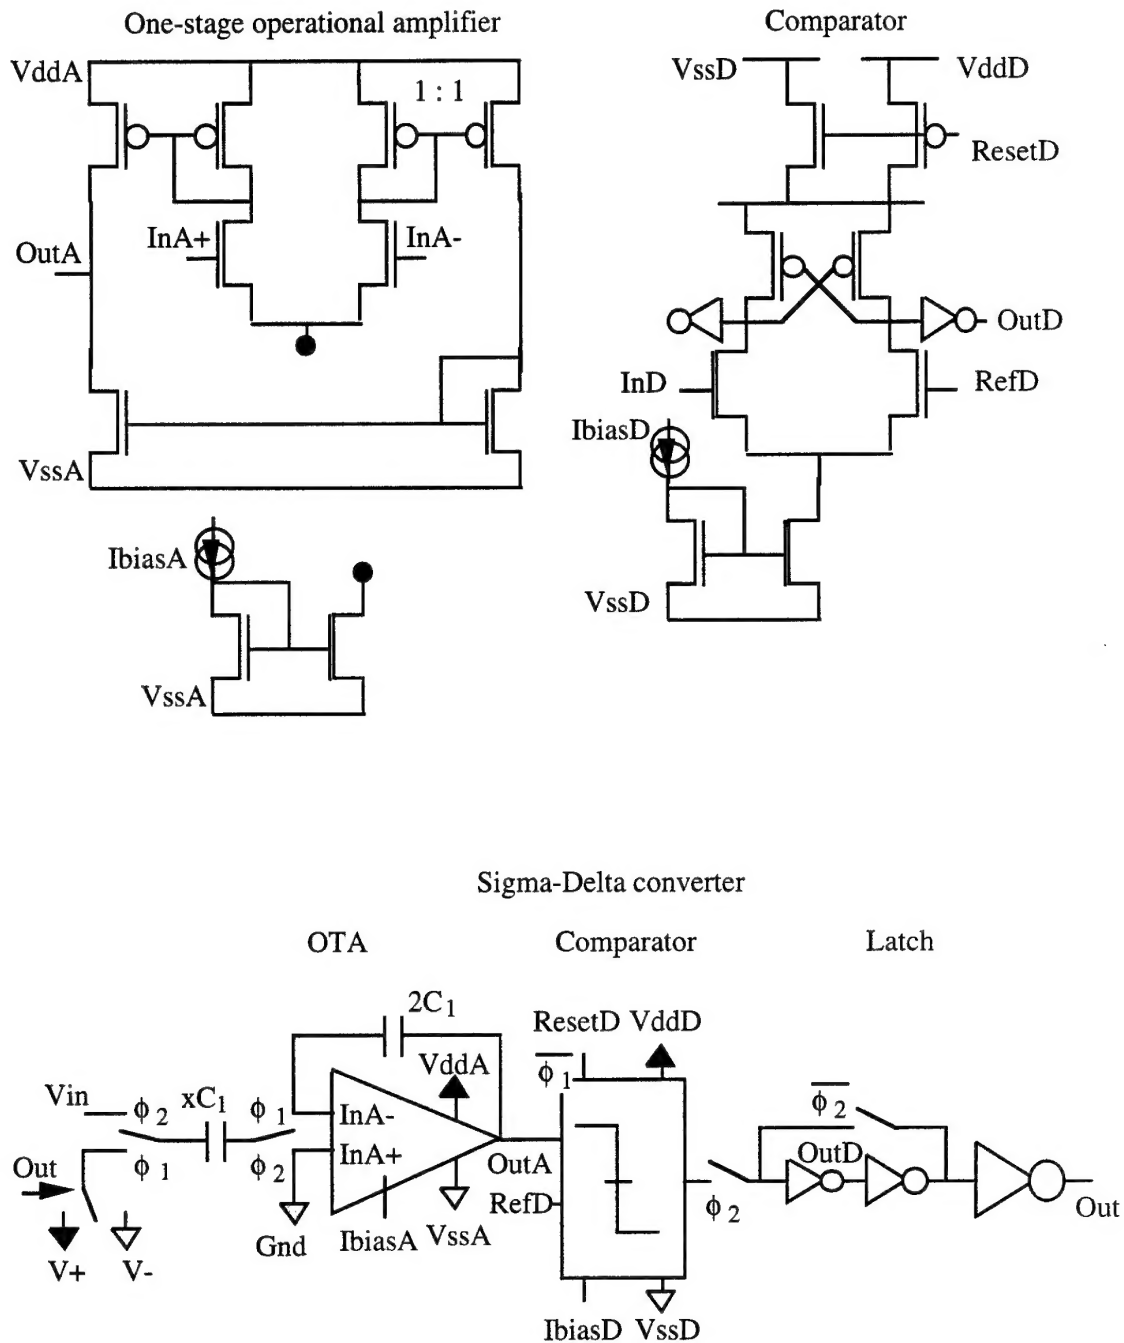 One-stage operational amplifier
Comparator
VddA
1 : 1
VssD
VddD
ResetD
InA+
InA-
OutA
OutD
InD
RefD
IbiasD
VssA
IbiasA
VssD
VssA
Sigma-Delta converter
OTA
Comparator
Latch
2C₁
ResetD VddD
VddA
ϕ̅₁
Vin
ϕ₂
xC₁
ϕ₁
InA-
ϕ̅₂
Out
ϕ₁
ϕ₂
InA+
OutA
OutD
RefD
ϕ₂
Out
Gnd
IbiasA
VssA
V+
V-
IbiasD VssD